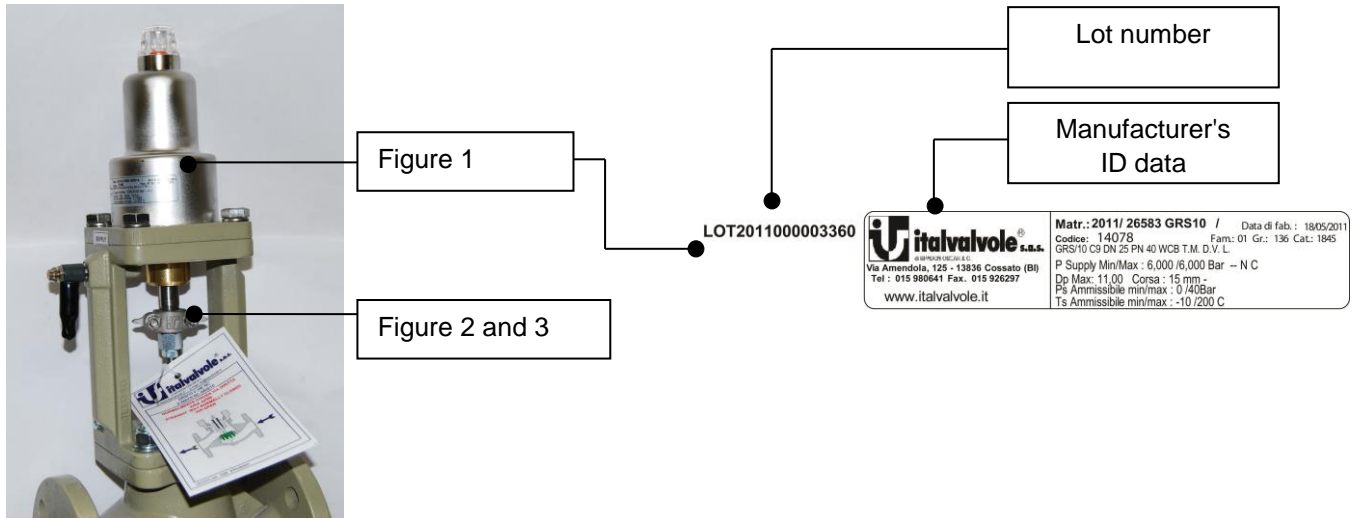 Lot number
Manufacturer's
ID data
Figure 1
Figure 2 and 3
LOT2011000003360
italvalvole s.a.s.
Via Amendola, 125 - 13836 Cossato (BI)
Tel : 015 980641 Fax. 015 926297
www.italvalvole.it
Matr.: 2011/ 26583 GRS10 / Data di fab. : 18/05/2011
Codice: 14078 Fam.: 01 Gr.: 136 Cat.: 1845
GRS/10 C9 DN 25 PN 40 WCB T.M. D.V. L.
P Supply Min/Max : 6,000 /6,000 Bar -- N C
Dp Max: 11,00 Corsa : 15 mm -
Ps Ammissibile min/max : 0 /40Bar
Ts Ammissibile min/max : -10 /200 C
italvalvole s.a.s.